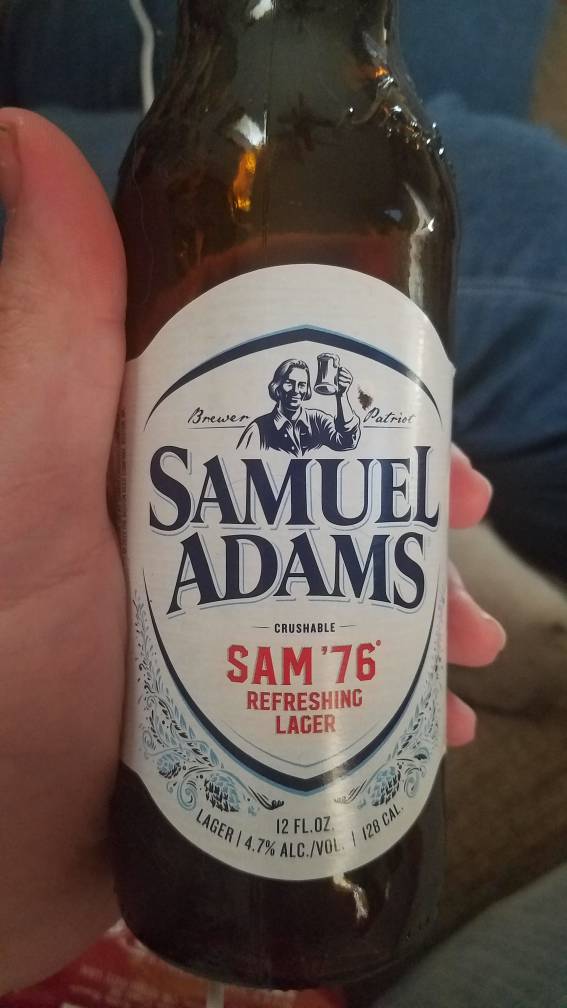 Brewer Patriot
SAMUEL
ADAMS
CRUSHABLE
SAM '76
REFRESHING
LAGER
12 FL.OZ.
LAGER | 4.7% ALC./VOL. | 128 CAL.